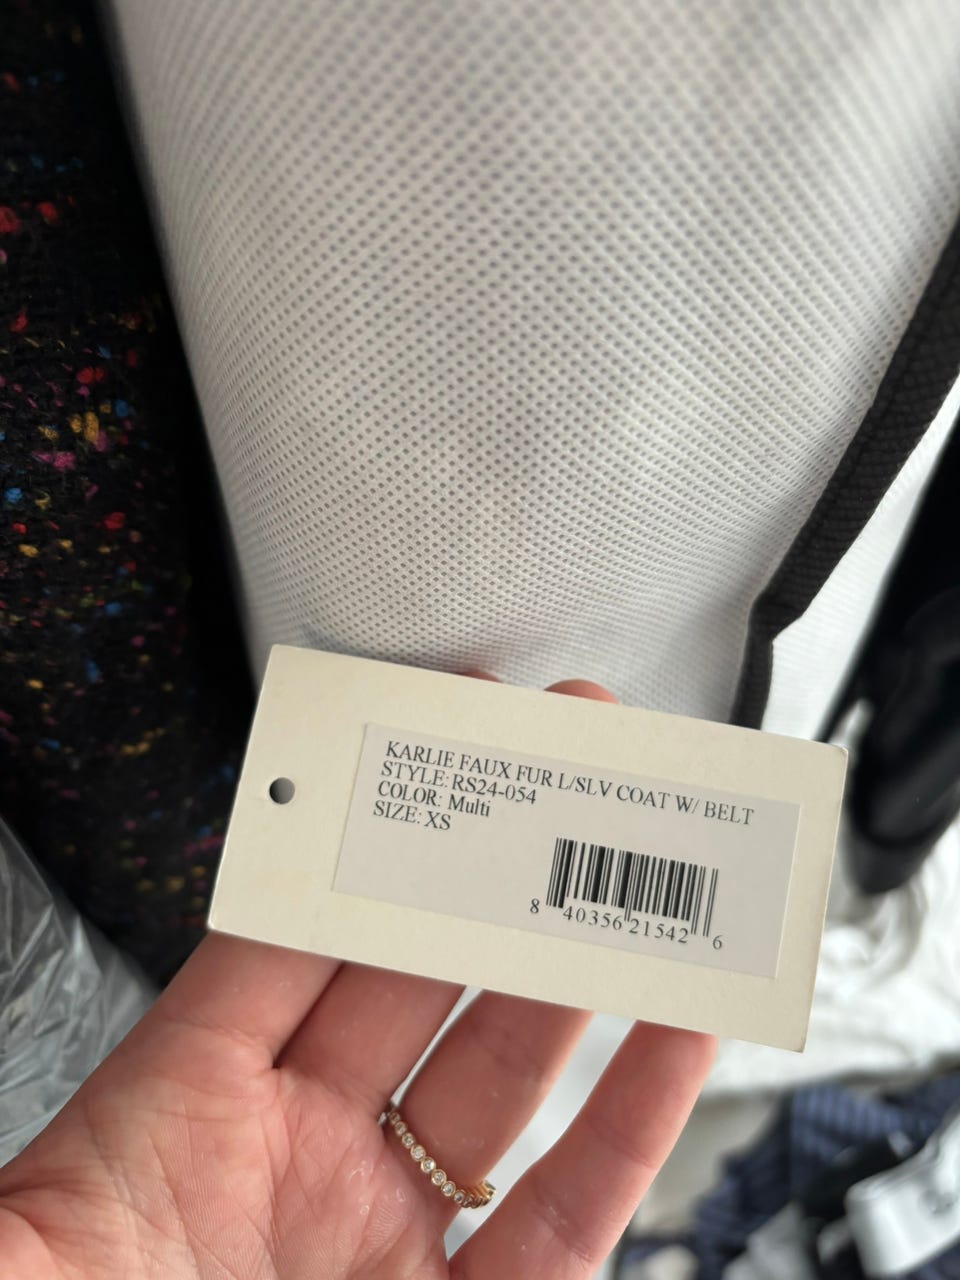 KARLIE FAUX FUR L/SLV COAT W/ BELT
STYLE: RS24-054
COLOR: Multi
SIZE: XS
8 40356 21542 6